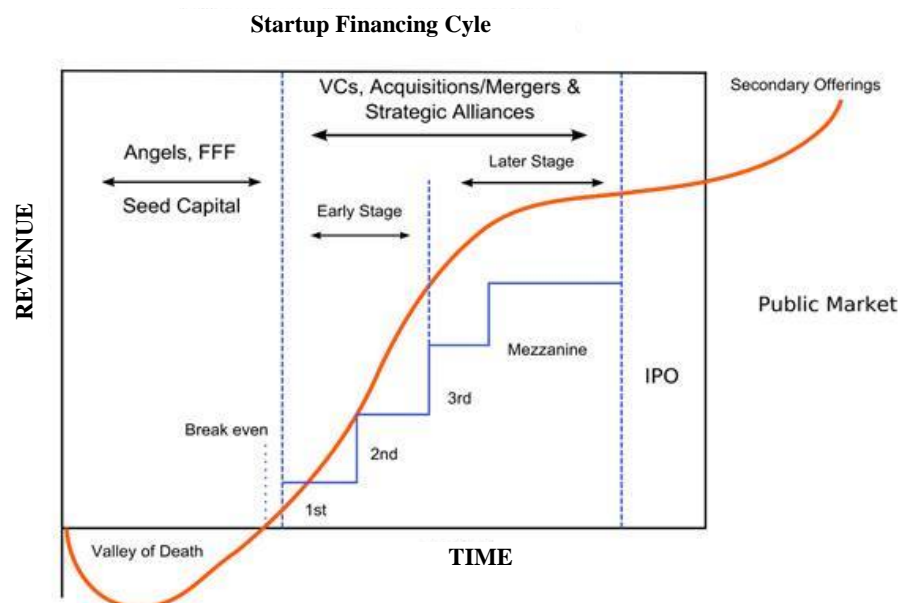 Startup Financing Cyle
VCs, Acquisitions/Mergers &
Strategic Alliances
Secondary Offerings
Angels, FFF
Seed Capital
Later Stage
Early Stage
REVENUE
Public Market
Mezzanine
IPO
3rd
Break even
2nd
1st
Valley of Death
TIME